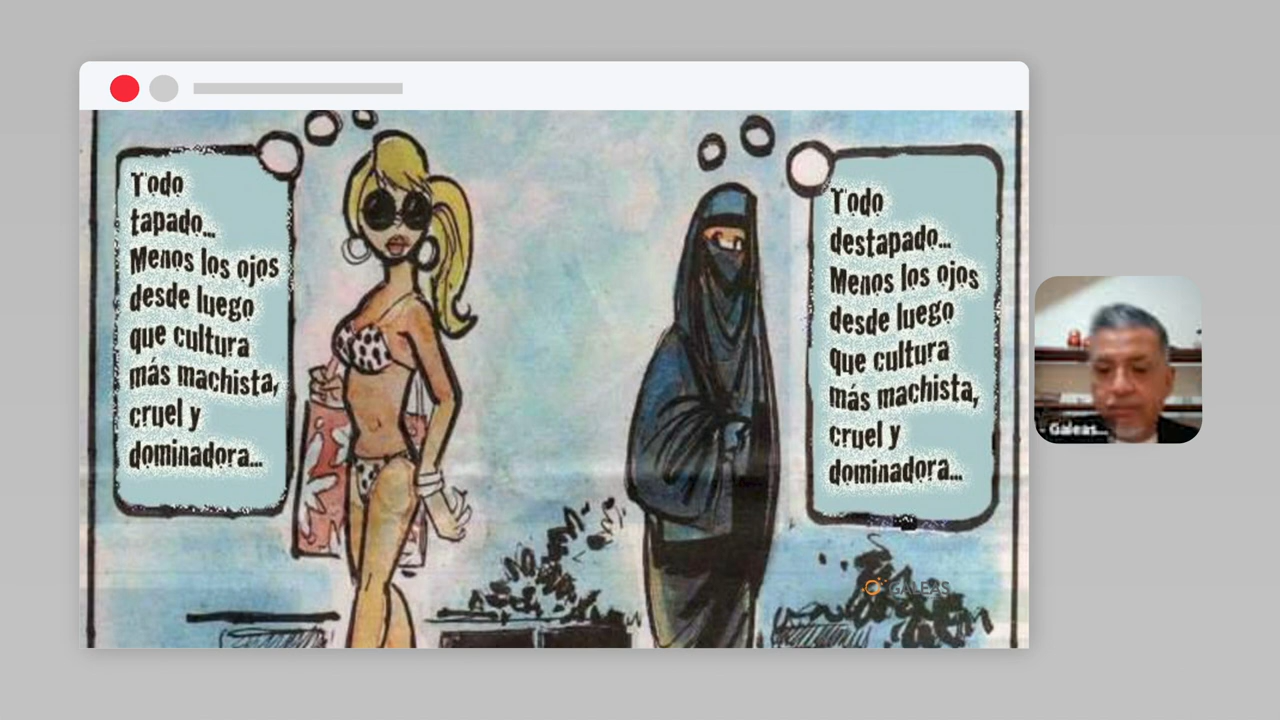 Todo
tapado...
Menos los ojos
desde luego
que cultura
más machista,
cruel y
dominadora...
Todo
destapado...
Menos los ojos
desde luego
que cultura
más machista,
cruel y
dominadora...
GALEAS
Galeas...